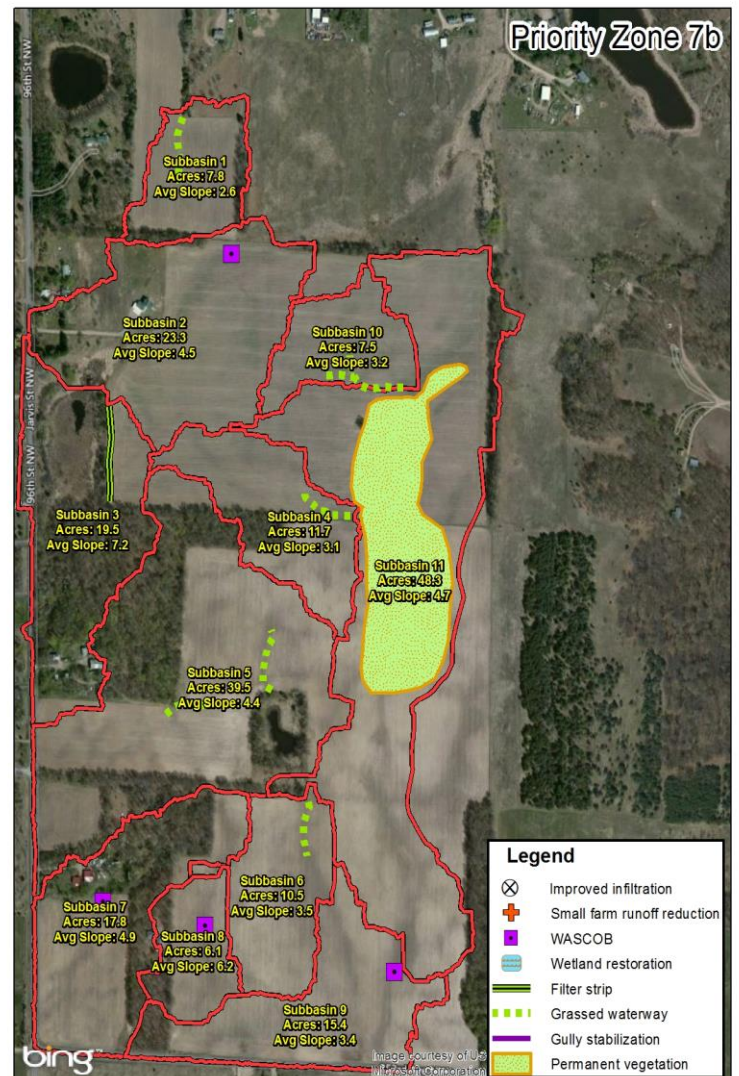 Priority Zone 7b
96th St NW
Subbasin 1
Acres: 7.8
Avg Slope: 2.6
Subbasin 2
Acres: 23.3
Avg Slope: 4.5
Subbasin 10
Acres: 7.5
Avg Slope: 3.2
96th St NW
Jarvis St NW
Subbasin 3
Acres: 19.5
Avg Slope: 7.2
Subbasin 4
Acres: 11.7
Avg Slope: 3.1
Subbasin 11
Acres: 48.3
Avg Slope: 4.7
Subbasin 5
Acres: 39.5
Avg Slope: 4.4
Subbasin 6
Acres: 10.5
Avg Slope: 3.5
Subbasin 7
Acres: 17.8
Avg Slope: 4.9
Subbasin 8
Acres: 6.1
Avg Slope: 6.2
Subbasin 9
Acres: 15.4
Avg Slope: 3.4
Legend
Improved infiltration
Small farm runoff reduction
WASCOB
Wetland restoration
Filter strip
Grassed waterway
Gully stabilization
Permanent vegetation
bing
Image courtesy of
Microsoft Corporation